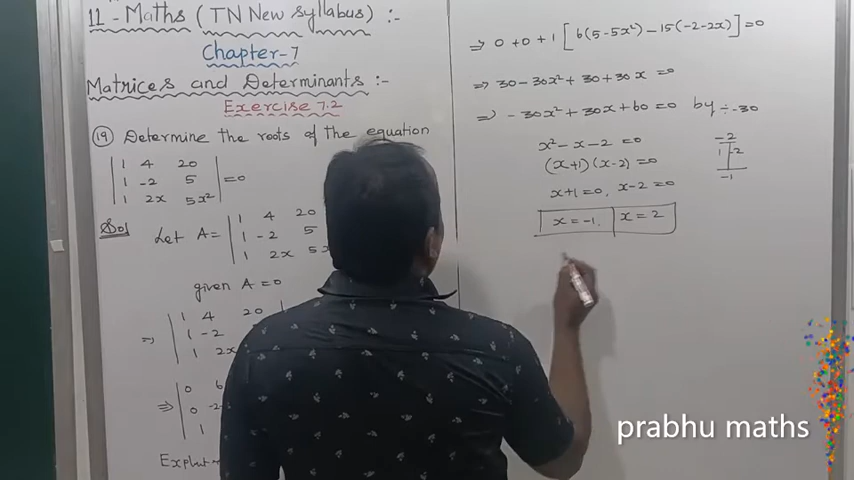 11 - Maths (TN New syllabus) :-
Chapter-7
Matrices and Determinants :-
Exercise 7.2
19 Determine the roots of the equation
| 1 4 20 |
| 1 -2 5 | = 0
| 1 2x 5x² |
Sol Let A = | 1 4 20
| 1 -2 5
| 1 2x 5x
given A = 0
⇒ | 1 4 20 |
| 1 -2
| 1 2x
⇒ | 0 6
| 0 -2
| 1
⇒ 0 + 0 + 1 [ 6(5-5x²) - 15(-2-2x) ] = 0
⇒ 30 - 30x² + 30 + 30x = 0
⇒ - 30x² + 30x + 60 = 0 by ÷ -30
x² - x - 2 = 0
(x+1)(x-2) = 0
x+1 = 0, x-2 = 0
x = -1, x = 2
-2
1 -2
-1
prabhu maths